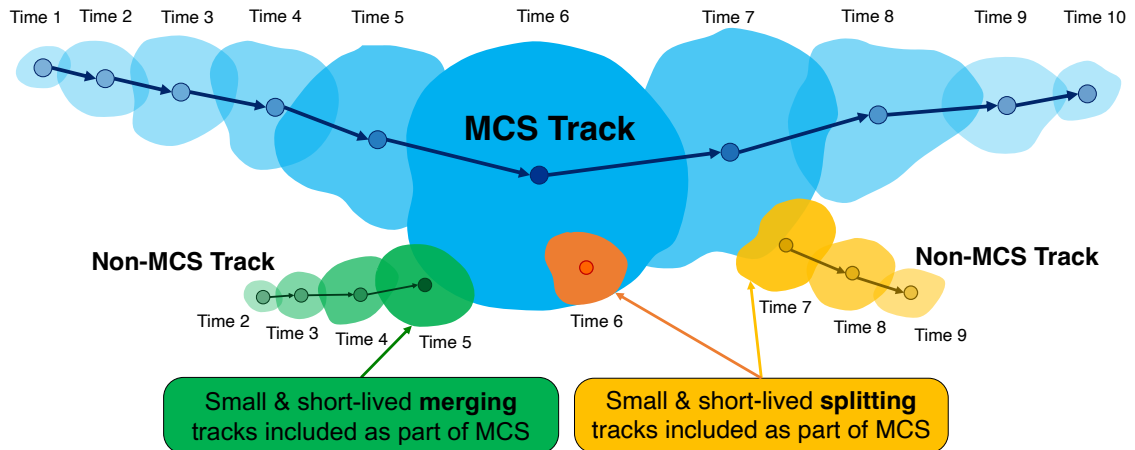 Time 1
Time 2
Time 3
Time 4
Time 5
Time 6
Time 7
Time 8
Time 9
Time 10
MCS Track
Non-MCS Track
Non-MCS Track
Time 2
Time 3
Time 4
Time 5
Time 6
Time 7
Time 8
Time 9
Small & short-lived merging
tracks included as part of MCS
Small & short-lived splitting
tracks included as part of MCS